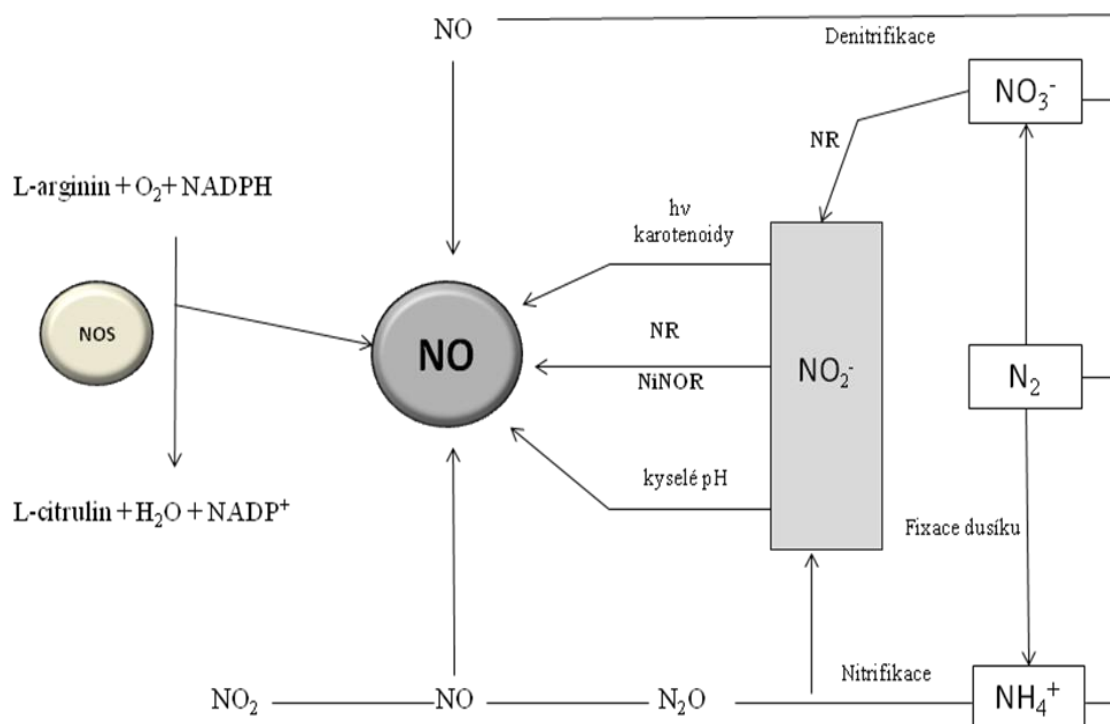 NO
Denitrifikace
NO₃⁻
NR
L-arginin + O₂ + NADPH
hν
karotenoidy
NOS
NO
NR
NiNOR
NO₂⁻
N₂
kyselé pH
L-citrulin + H₂O + NADP⁺
Fixace dusíku
Nitrifikace
NO₂
NO
N₂O
NH₄⁺